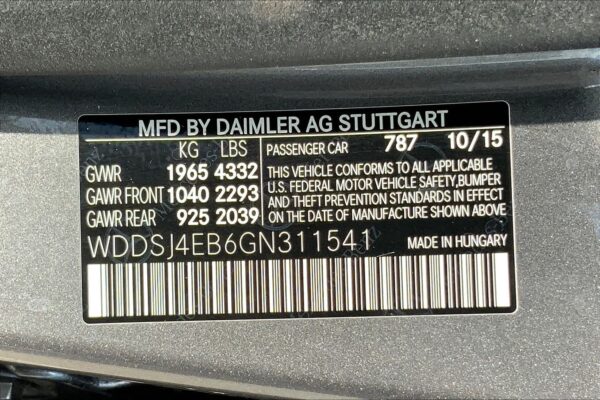 MFD BY DAIMLER AG STUTTGART
KG LBS
GVWR 1965 4332
GAWR FRONT 1040 2293
GAWR REAR 925 2039
PASSENGER CAR 787 10/15
THIS VEHICLE CONFORMS TO ALL APPLICABLE
U.S. FEDERAL MOTOR VEHICLE SAFETY,BUMPER
AND THEFT PREVENTION STANDARDS IN EFFECT
ON THE DATE OF MANUFACTURE SHOWN ABOVE
WDDSJ4EB6GN311541 MADE IN HUNGARY